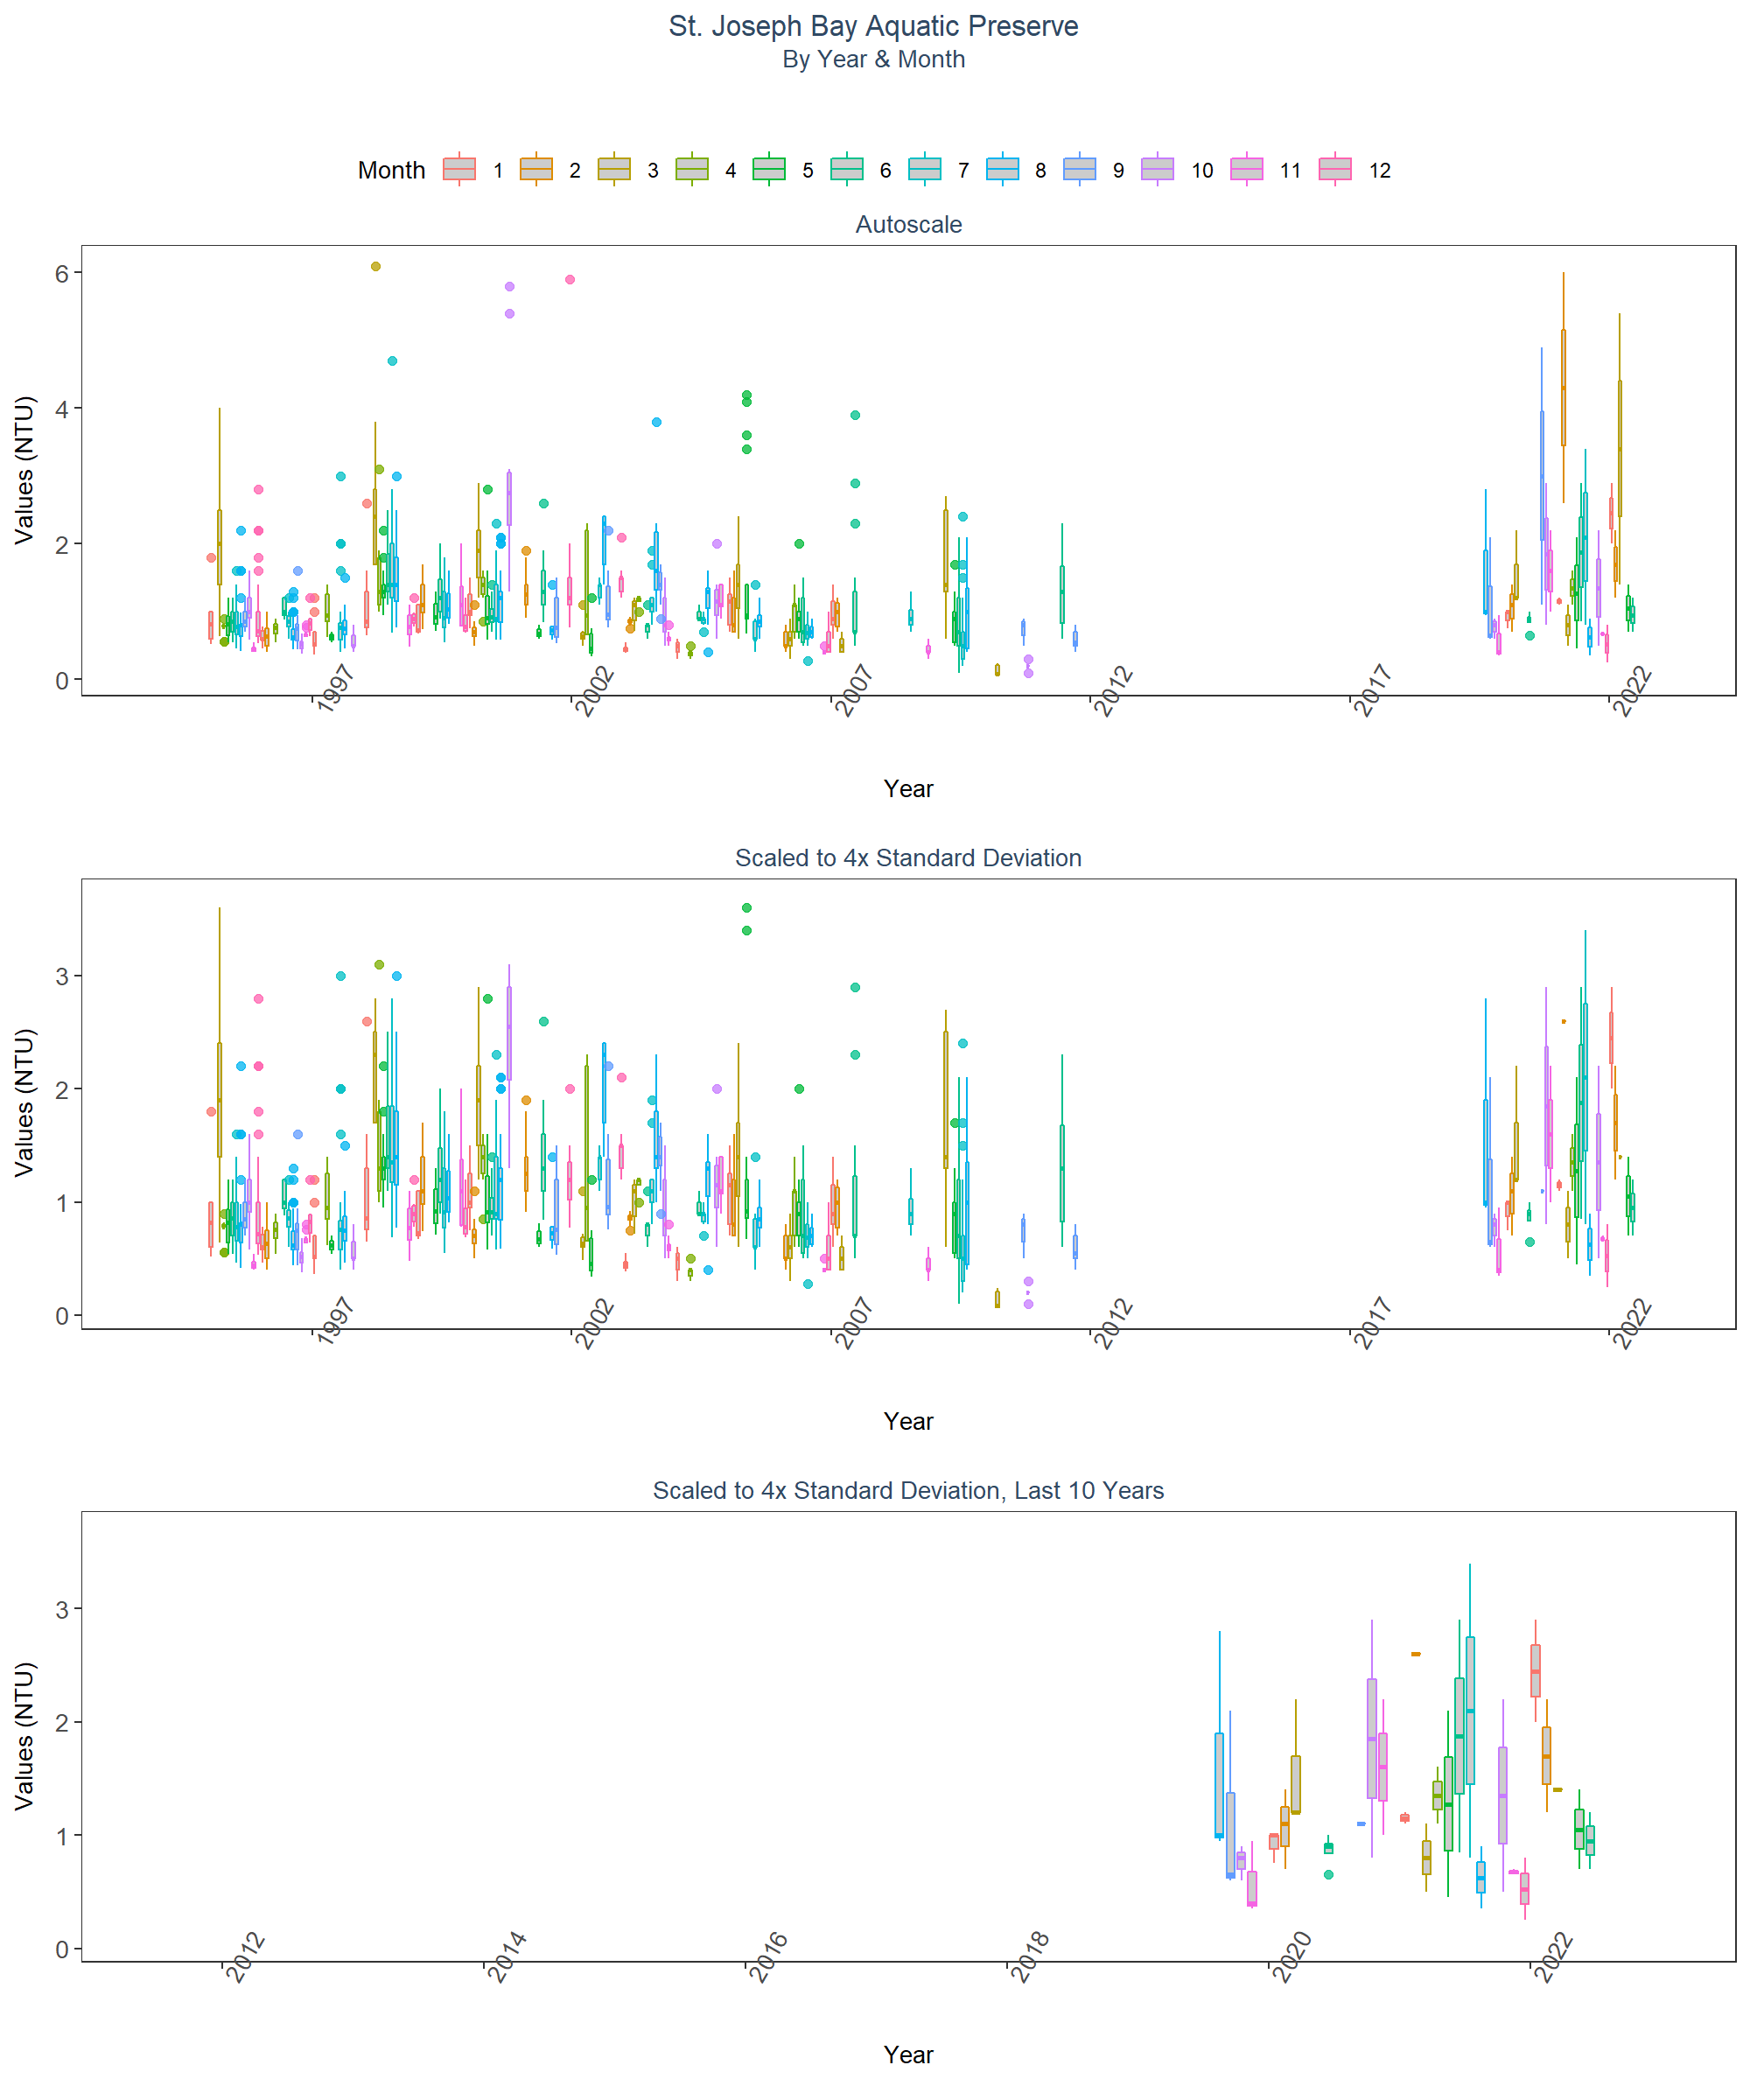 St. Joseph Bay Aquatic Preserve
By Year & Month
Month 1 2 3 4 5 6 7 8 9 10 11 12
Autoscale
Values (NTU)
6
4
2
0
1997 2002 2007 2012 2017 2022
Year
Scaled to 4x Standard Deviation
Values (NTU)
3
2
1
0
1997 2002 2007 2012 2017 2022
Year
Scaled to 4x Standard Deviation, Last 10 Years
Values (NTU)
3
2
1
0
2012 2014 2016 2018 2020 2022
Year